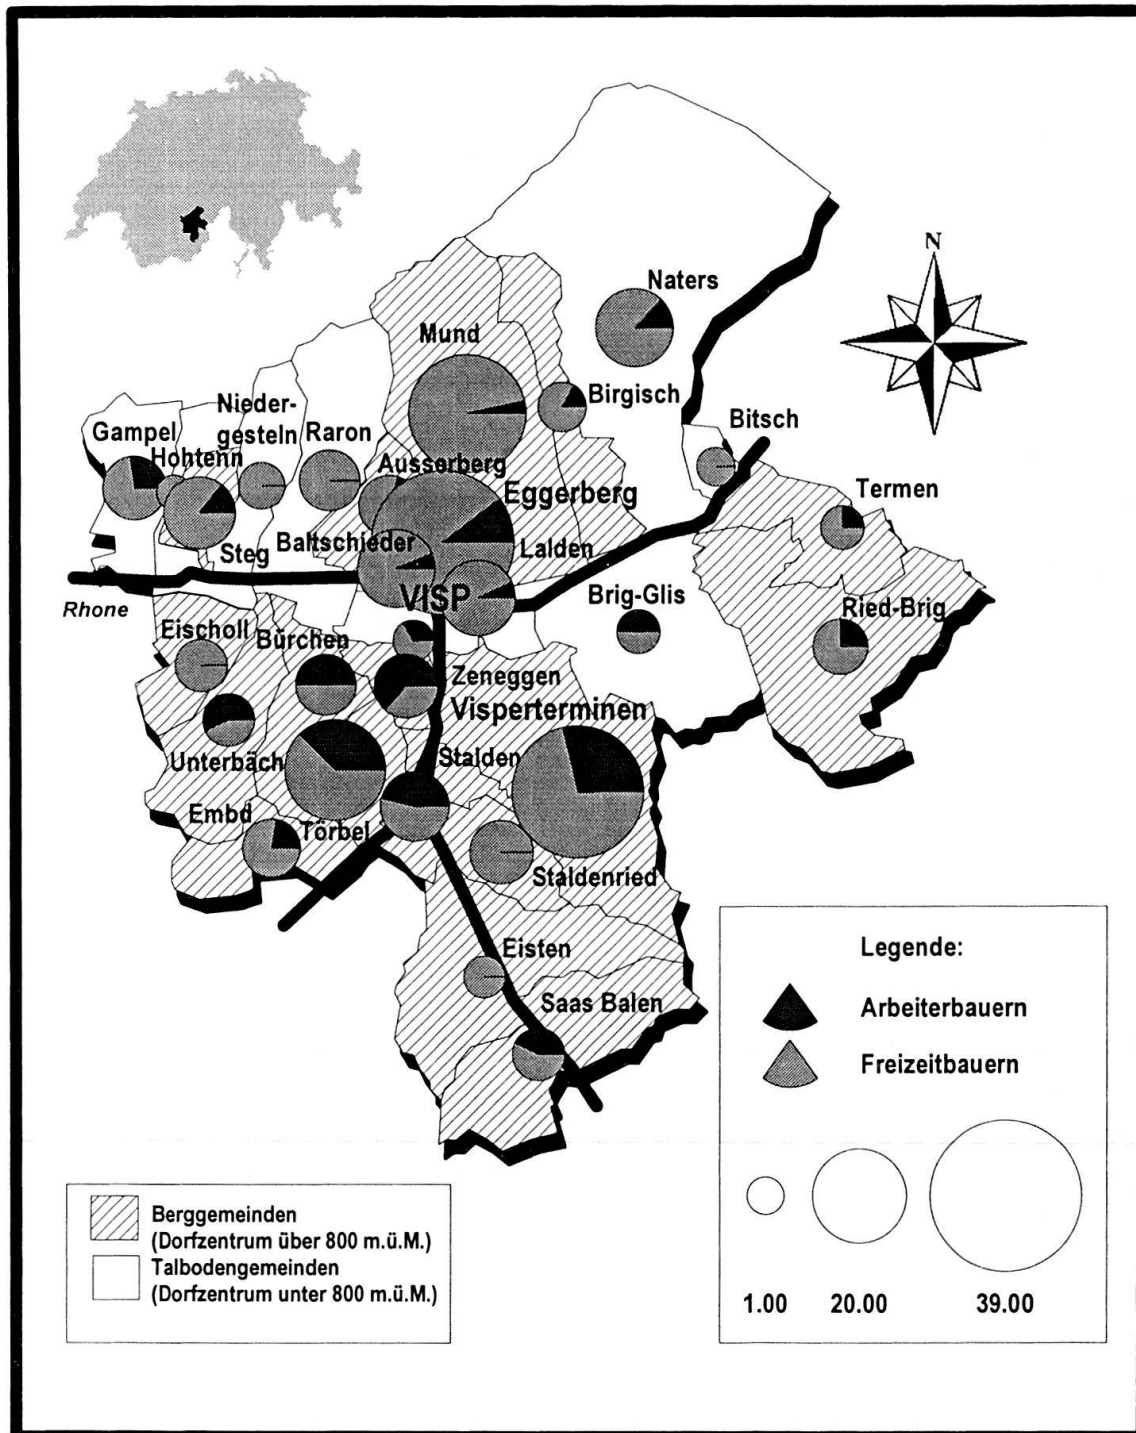 N
Naters
Mund
Birgisch
Nieder-
gesteln
Bitsch
Gampel
Raron
Hohtenn
Ausserberg
Termen
Eggerberg
Steg
Baltschieder
Lalden
VISP
Rhone
Brig-Glis
Ried-Brig
Eischoll
Bürchen
Zeneggen
Visperterminen
Unterbäch
Stalden
Embd
Törbel
Staldenried
Eisten
Saas Balen
Legende:
Arbeiterbauern
Freizeitbauern
1.00
20.00
39.00
Berggemeinden
(Dorfzentrum über 800 m.ü.M.)
Talbodengemeinden
(Dorfzentrum unter 800 m.ü.M.)